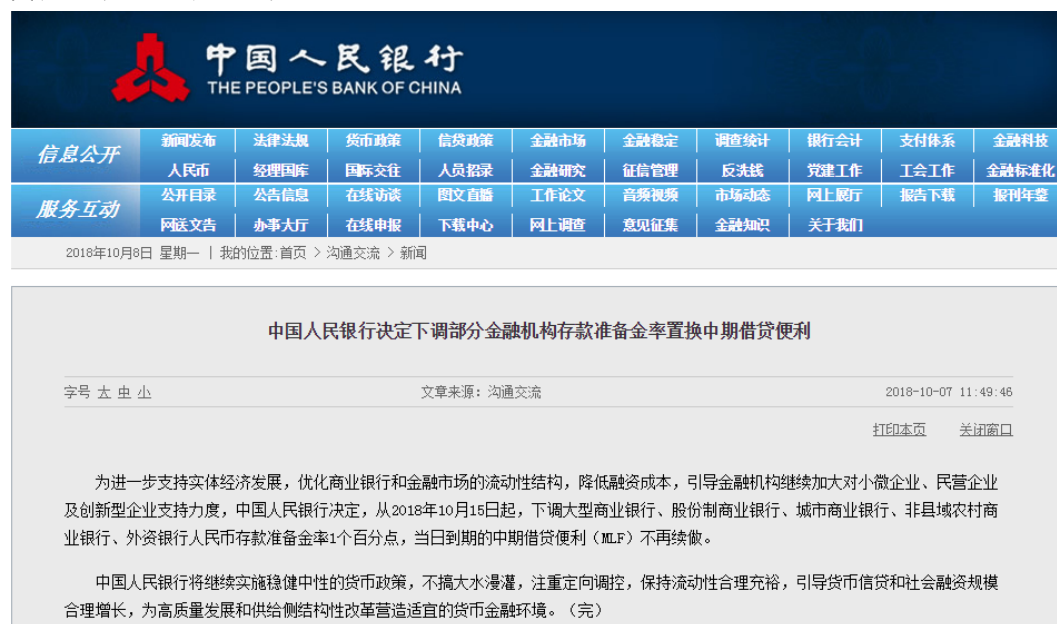 中国人民银行
THE PEOPLE'S BANK OF CHINA
信息公开 新闻发布 法律法规 货币政策 信贷政策 金融市场 金融稳定 调查统计 银行会计 支付体系 金融科技
人民币 经理国库 国际交往 人员招录 金融研究 征信管理 反洗钱 党建工作 工会工作 金融标准化
服务互动 公开目录 公告信息 在线访谈 图文直播 工作论文 音频视频 市场动态 网上展厅 报告下载 报刊年鉴
网送文告 办事大厅 在线申报 下载中心 网上调查 意见征集 金融知识 关于我们
2018年10月8日 星期一 | 我的位置:首页 > 沟通交流 > 新闻
中国人民银行决定下调部分金融机构存款准备金率置换中期借贷便利
字号 大 中 小 文章来源：沟通交流 2018-10-07 11:49:46
打印本页 关闭窗口
为进一步支持实体经济发展，优化商业银行和金融市场的流动性结构，降低融资成本，引导金融机构继续加大对小微企业、民营企业
及创新型企业支持力度，中国人民银行决定，从2018年10月15日起，下调大型商业银行、股份制商业银行、城市商业银行、非县域农村商
业银行、外资银行人民币存款准备金率1个百分点，当日到期的中期借贷便利（MLF）不再续做。
中国人民银行将继续实施稳健中性的货币政策，不搞大水漫灌，注重定向调控，保持流动性合理充裕，引导货币信贷和社会融资规模
合理增长，为高质量发展和供给侧结构性改革营造适宜的货币金融环境。（完）